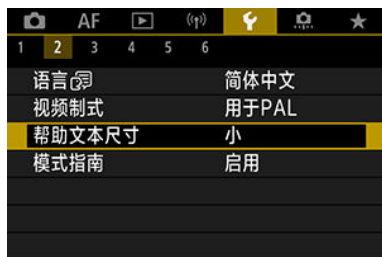 AF
1 2 3 4 5 6
语言 简体中文
视频制式 用于PAL
帮助文本尺寸 小
模式指南 启用